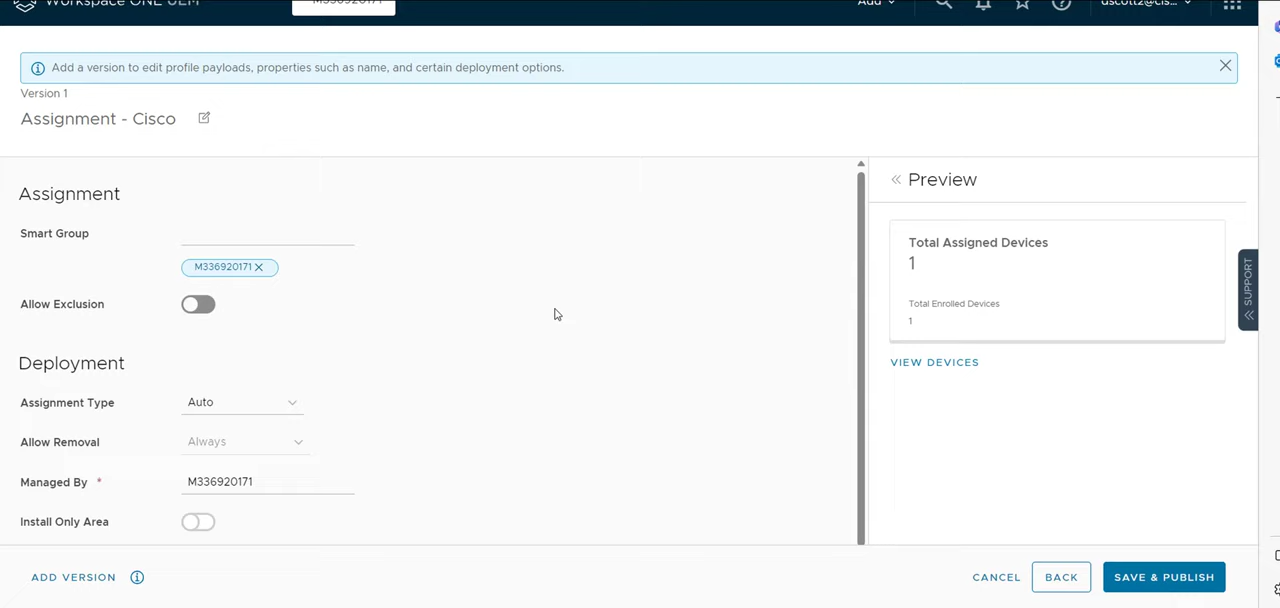 Workspace ONE UEM
M336920171
Add
dscott2@cis...
Add a version to edit profile payloads, properties such as name, and certain deployment options.
Version 1
Assignment - Cisco
Assignment
Smart Group
M336920171
Allow Exclusion
Deployment
Assignment Type
Auto
Allow Removal
Always
Managed By *
M336920171
Install Only Area
Preview
Total Assigned Devices
1
Total Enrolled Devices
1
VIEW DEVICES
SUPPORT
ADD VERSION
CANCEL
BACK
SAVE & PUBLISH